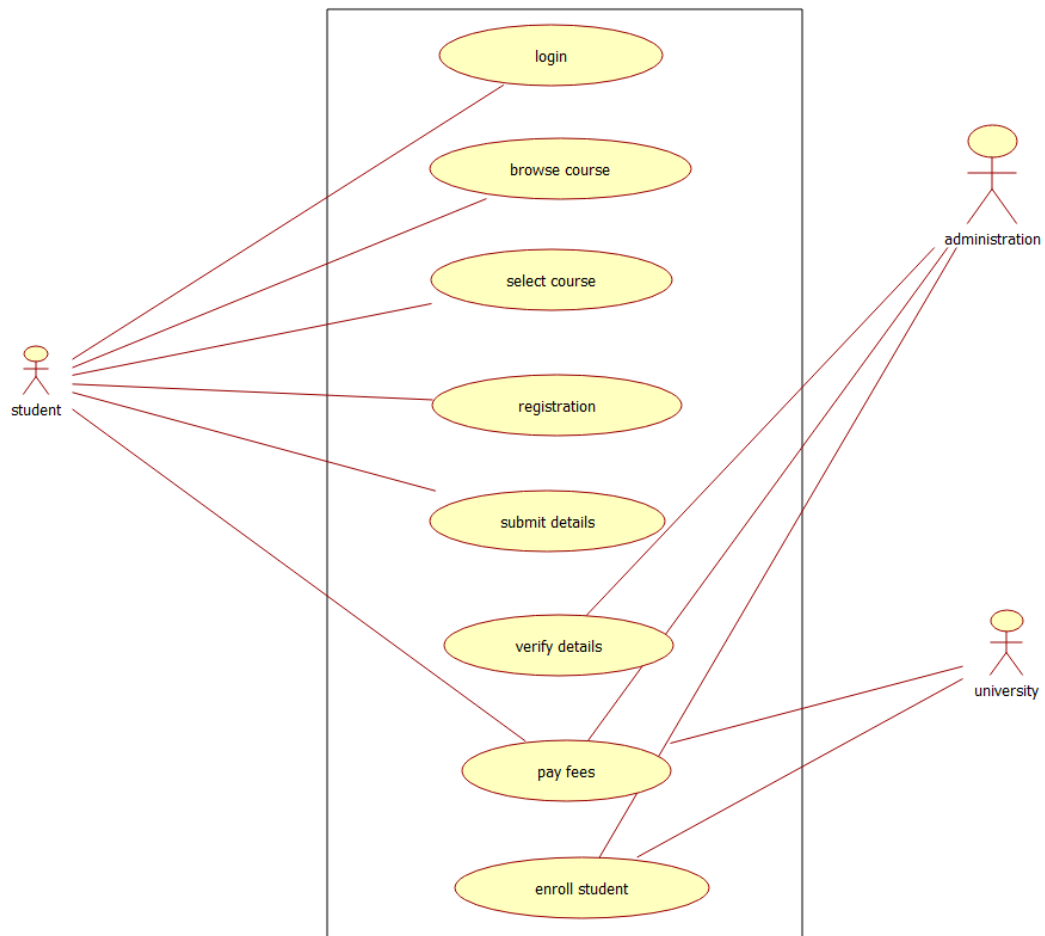 login
browse course
administration
select course
student
registration
submit details
verify details
university
pay fees
enroll student